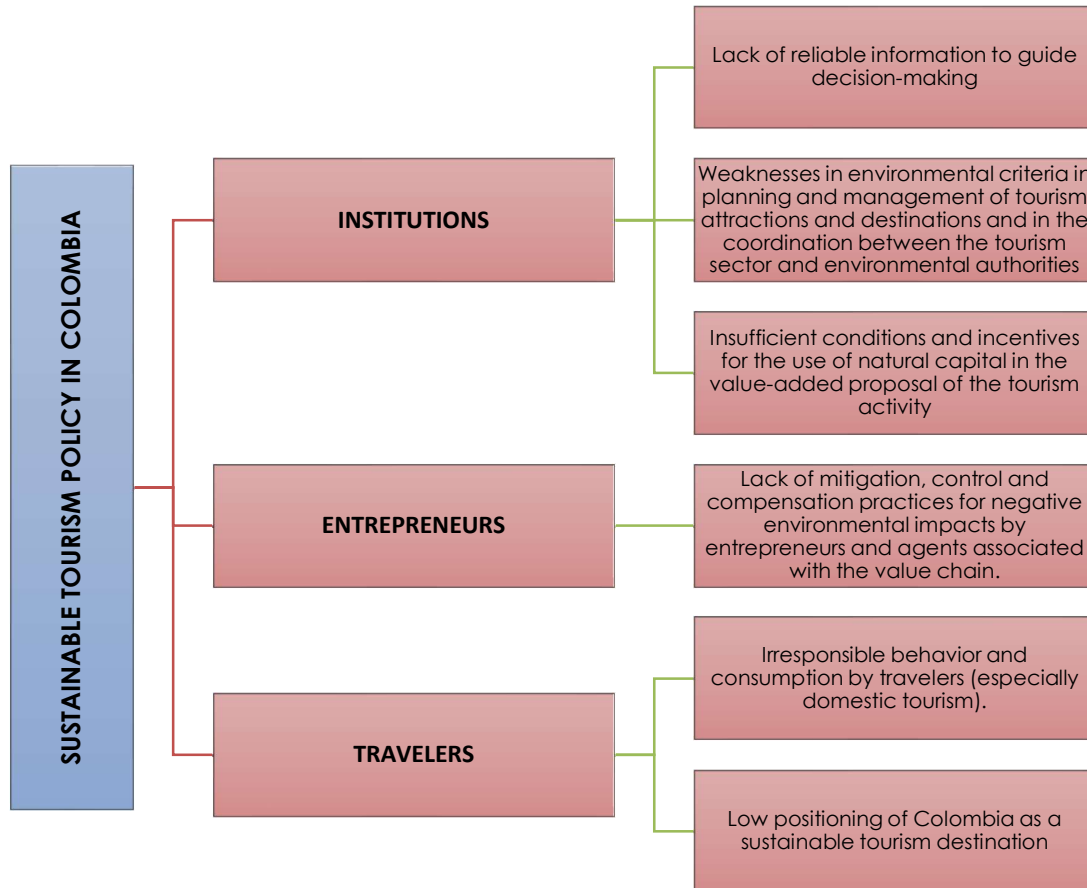 SUSTAINABLE TOURISM POLICY IN COLOMBIA
INSTITUTIONS
Lack of reliable information to guide
decision-making
Weaknesses in environmental criteria in
planning and management of tourism
attractions and destinations and in the
coordination between the tourism
sector and environmental authorities
Insufficient conditions and incentives
for the use of natural capital in the
value-added proposal of the tourism
activity
ENTREPRENEURS
Lack of mitigation, control and
compensation practices for negative
environmental impacts by
entrepreneurs and agents associated
with the value chain.
TRAVELERS
Irresponsible behavior and
consumption by travelers (especially
domestic tourism).
Low positioning of Colombia as a
sustainable tourism destination